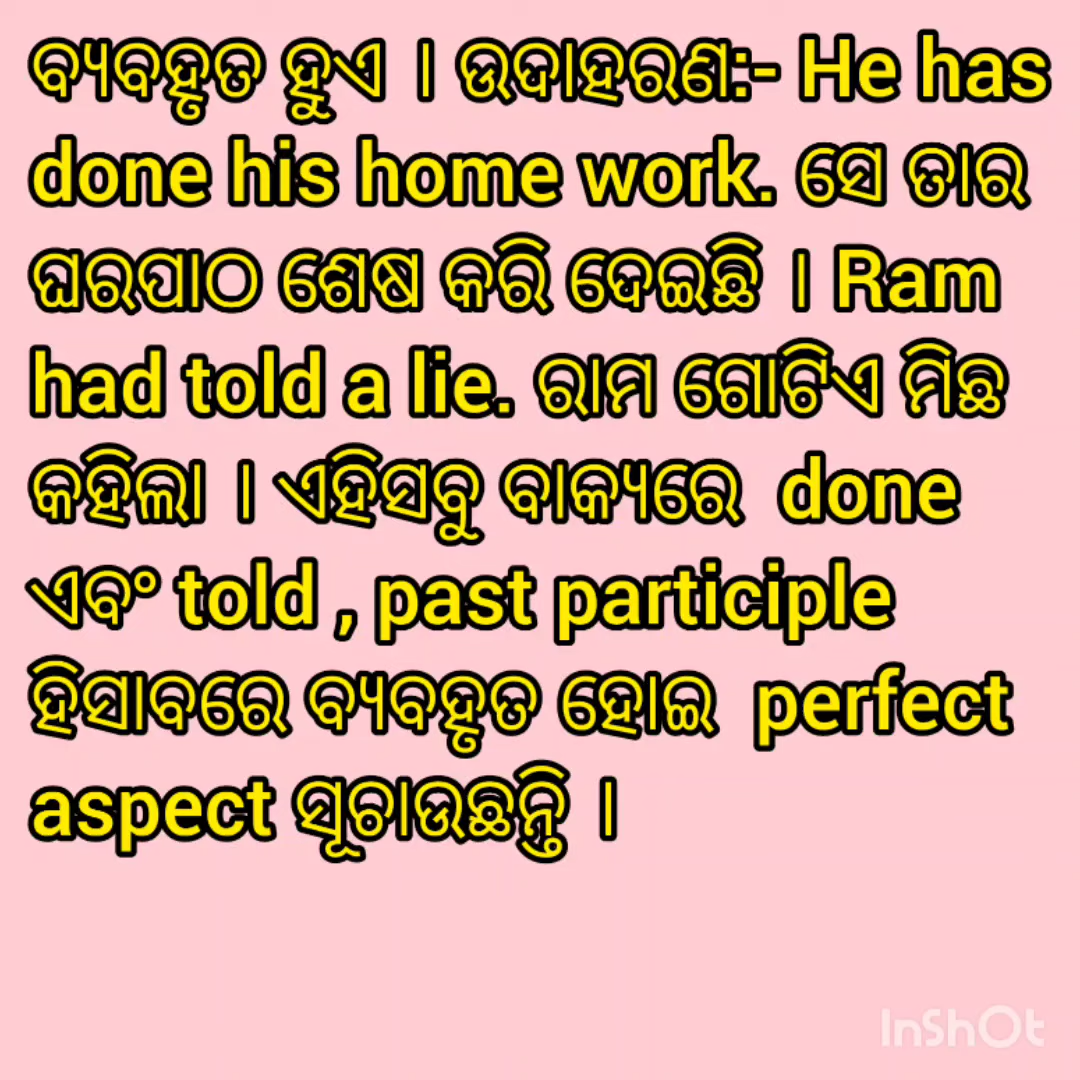 ବ୍ୟବହୃତ ହୁଏ । ଉଦାହରଣ:- He has
done his home work. ସେ ତାର
ଘରପାଠ ଶେଷ କରି ଦେଇଛି । Ram
had told a lie. ରାମ ଗୋଟିଏ ମିଛ
କହିଲା । ଏହିସବୁ ବାକ୍ୟରେ done
ଏବଂ told , past participle
ହିସାବରେ ବ୍ୟବହୃତ ହୋଇ perfect
aspect ସୂଚାଉଛନ୍ତି ।
InShOt